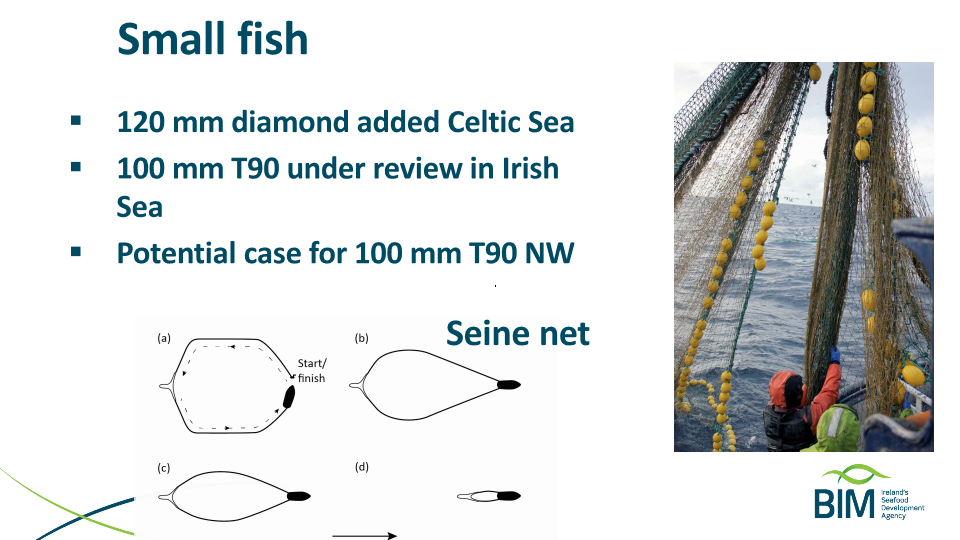 Small fish
▪ 120 mm diamond added Celtic Sea
▪ 100 mm T90 under review in Irish
Sea
▪ Potential case for 100 mm T90 NW
Seine net
(a)
Start/
finish
(b)
(c)
(d)
BIM
Ireland's
Seafood
Development
Agency